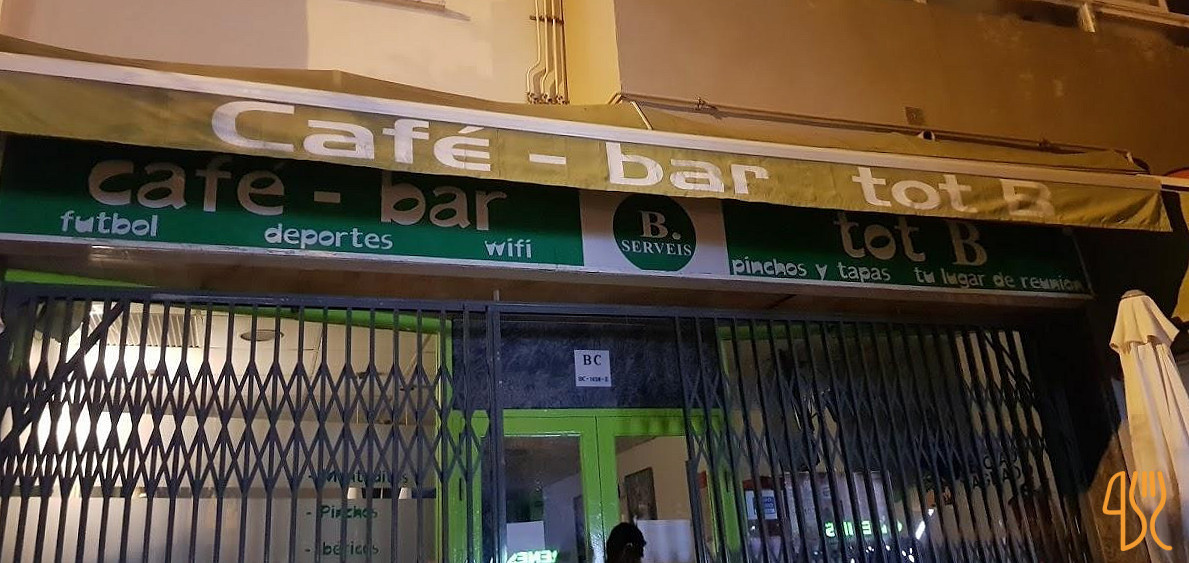 Café - bar tot B
café - bar
futbol deportes wifi
B.
SERVEIS
tot B
pinchos y tapas tu lugar de reunion
BC
- Montaditos
- Pinchos
- Ibéricos